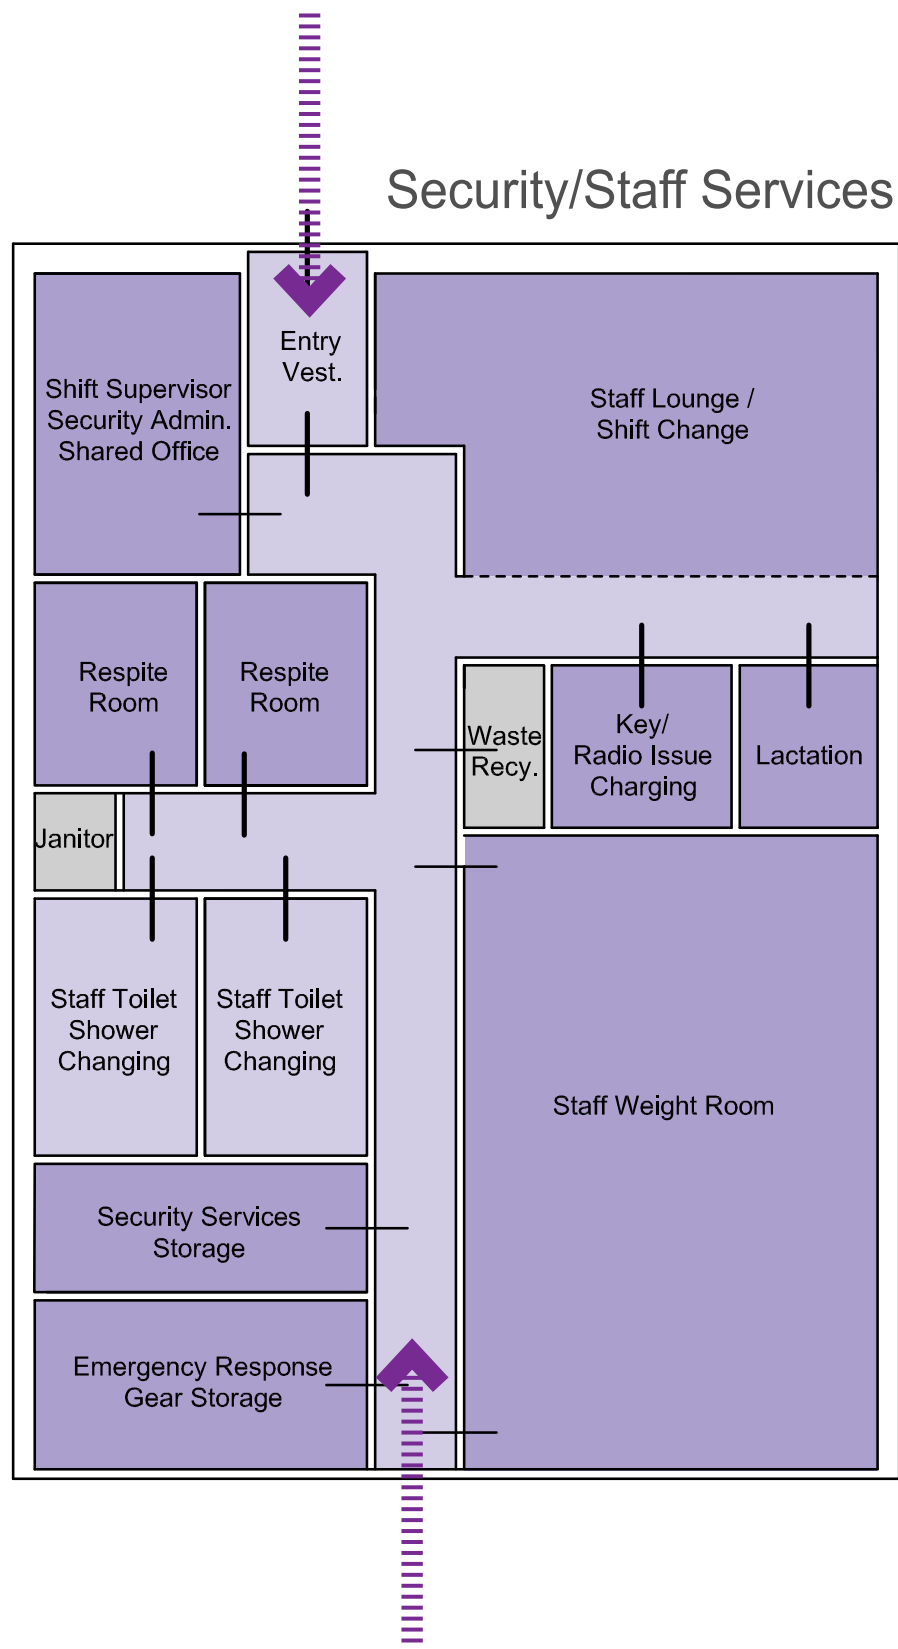 Security/Staff Services
Entry
Vest.
Shift Supervisor
Security Admin.
Shared Office
Staff Lounge /
Shift Change
Respite
Room
Respite
Room
Waste
Recy.
Key/
Radio Issue
Charging
Lactation
Janitor
Staff Toilet
Shower
Changing
Staff Toilet
Shower
Changing
Staff Weight Room
Security Services
Storage
Emergency Response
Gear Storage